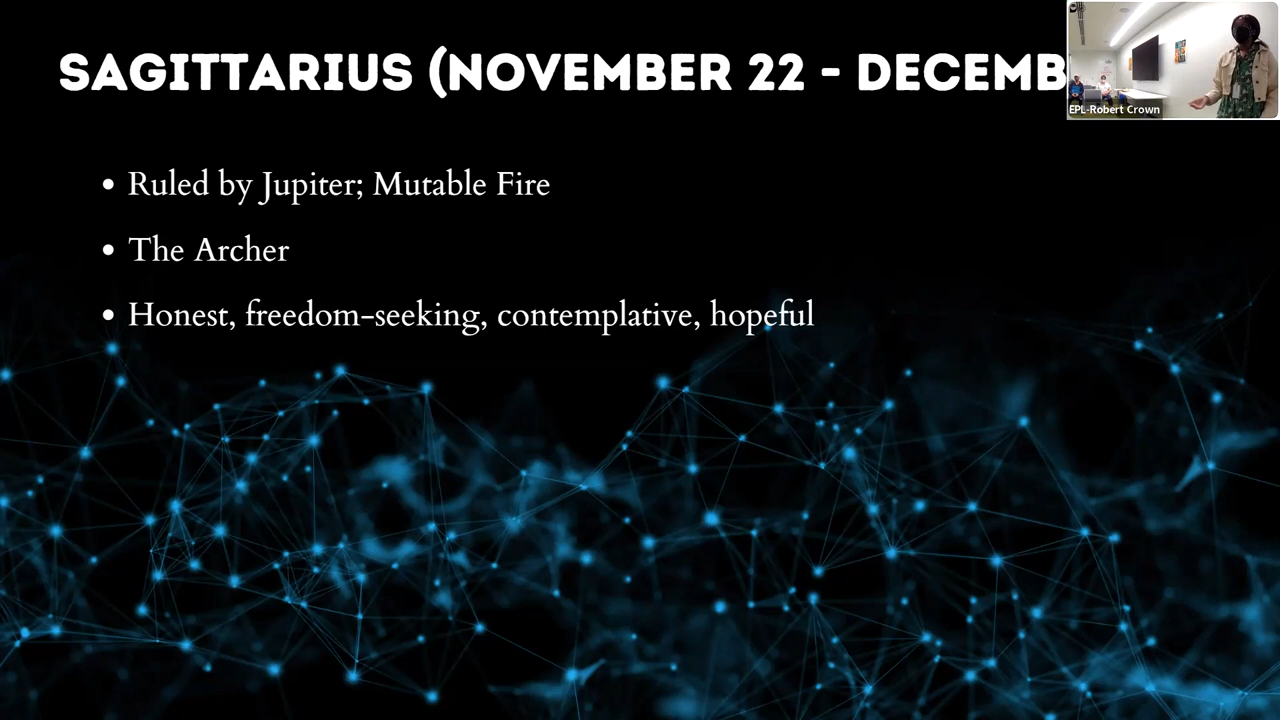 SAGITTARIUS (NOVEMBER 22 - DECEMB
EPL-Robert Crown
• Ruled by Jupiter; Mutable Fire
• The Archer
• Honest, freedom-seeking, contemplative, hopeful